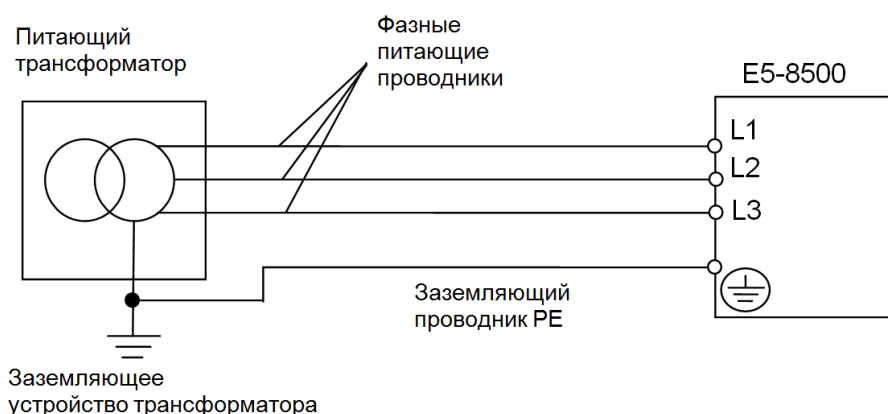 Питающий
трансформатор
Фазные
питающие
проводники
E5-8500
L1
L2
L3
Заземляющий
проводник PE
Заземляющее
устройство трансформатора